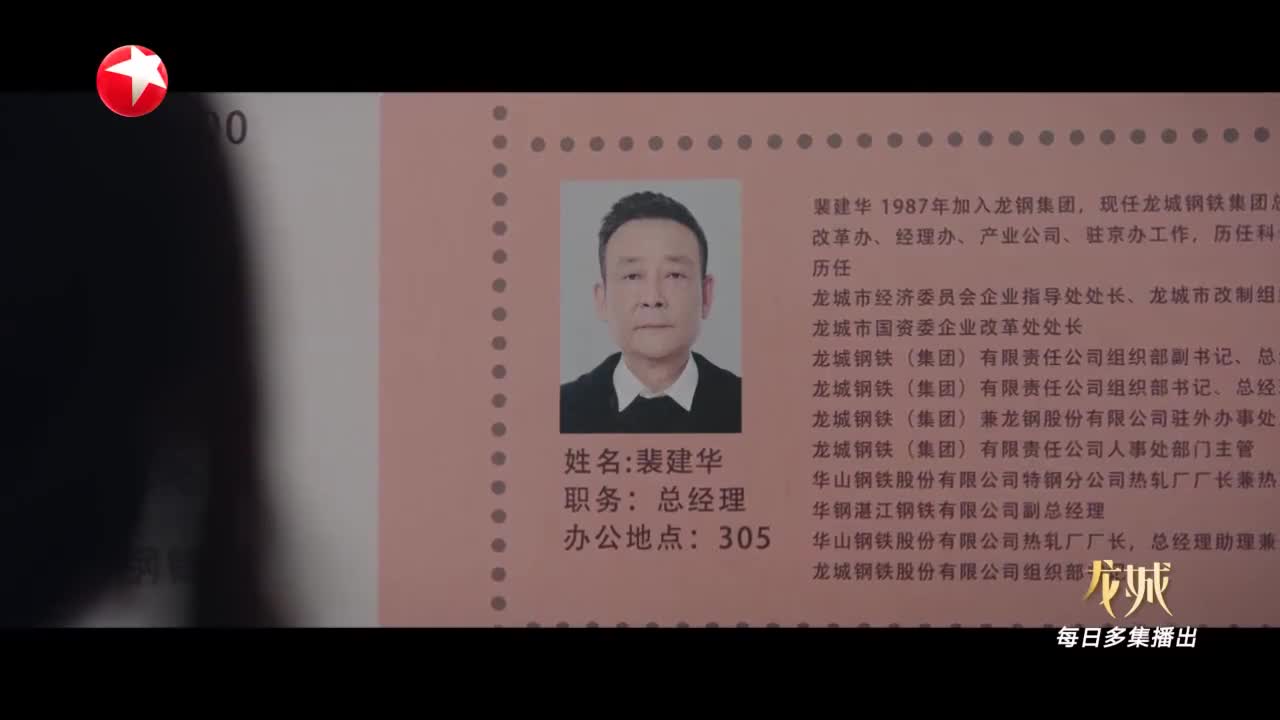 00
裴建华 1987年加入龙钢集团，现任龙城钢铁集团总
改革办、经理办、产业公司、驻京办工作，历任科
历任
龙城市经济委员会企业指导处处长、龙城市改制组
龙城市国资委企业改革处处长
龙城钢铁（集团）有限责任公司组织部副书记、总
龙城钢铁（集团）有限责任公司组织部书记、总经
龙城钢铁（集团）兼龙钢股份有限公司驻外办事处
龙城钢铁（集团）有限责任公司人事处部门主管
华山钢铁股份有限公司特钢分公司热轧厂厂长兼热
华钢湛江钢铁有限公司副总经理
华山钢铁股份有限公司热轧厂厂长，总经理助理兼
龙城钢铁股份有限公司组织部
姓名:裴建华
职务：总经理
办公地点：305
龙城
每日多集播出